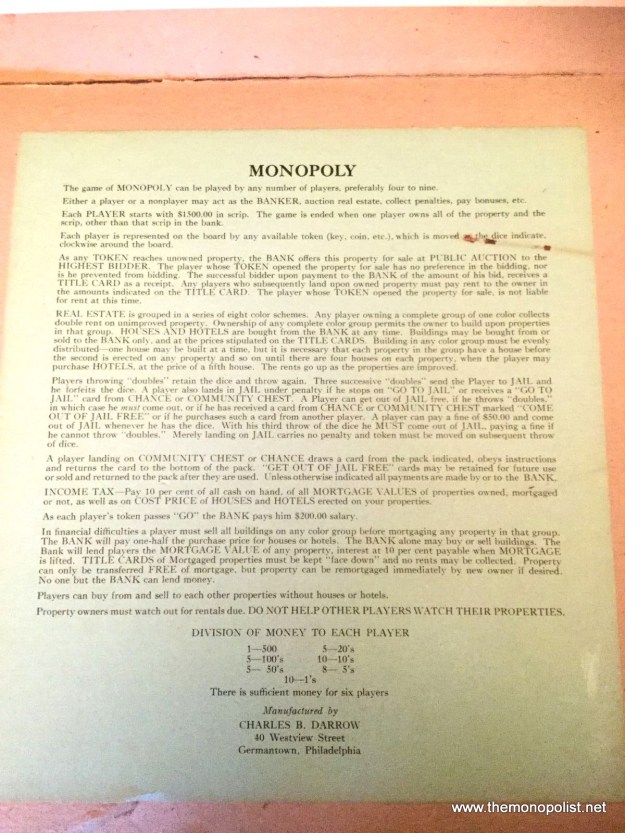 MONOPOLY
The game of MONOPOLY can be played by any number of players, preferably four to nine.
Either a player or a nonplayer may act as the BANKER, auction real estate, collect penalties, pay bonuses, etc.
Each PLAYER starts with $1500.00 in scrip. The game is ended when one player owns all of the property and the
scrip, other than that scrip in the bank.
Each player is represented on the board by any available token (key, coin, etc.), which is moved as the dice indicate,
clockwise around the board.
As any TOKEN reaches unowned property, the BANK offers this property for sale at PUBLIC AUCTION to the
HIGHEST BIDDER. The player whose TOKEN opened the property for sale has no preference in the bidding, nor
is he prevented from bidding. The successful bidder upon payment to the BANK of the amount of his bid, receives a
TITLE CARD as a receipt. Any players who subsequently land upon owned property must pay rent to the owner in
the amounts indicated on the TITLE CARD. The player whose TOKEN opened the property for sale, is not liable
for rent at this time.
REAL ESTATE is grouped in a series of eight color schemes. Any player owning a complete group of one color collects
double rent on unimproved property. Ownership of any complete color group permits the owner to build upon properties
in that group. HOUSES AND HOTELS are bought from the BANK at any time. Buildings may be bought from or
sold to the BANK only, and at the prices stipulated on the TITLE CARDS. Building in any color group must be evenly
distributed—one house may be built at a time, but it is necessary that each property in the group have a house before
the second is erected on any property and so on until there are four houses on each property, when the player may
purchase HOTELS, at the price of a fifth house. The rents go up as the properties are improved.
Players throwing "doubles" retain the dice and throw again. Three successive "doubles" send the Player to JAIL and
he forfeits the dice. A player also lands in JAIL under penalty if he stops on "GO TO JAIL" or receives a "GO TO
JAIL" card from CHANCE or COMMUNITY CHEST. A Player can get out of JAIL free, if he throws "doubles,"
in which case he must come out, or if he has received a card from CHANCE or COMMUNITY CHEST marked "COME
OUT OF JAIL FREE" or if he purchases such a card from another player. A player can pay a fine of $50.00 and come
out of JAIL whenever he has the dice. With his third throw of the dice he MUST come out of JAIL, paying a fine if
he cannot throw "doubles." Merely landing on JAIL carries no penalty and token must be moved on subsequent throw
of dice.
A player landing on COMMUNITY CHEST or CHANCE draws a card from the pack indicated, obeys instructions
and returns the card to the bottom of the pack. "GET OUT OF JAIL FREE" cards may be retained for future use
or sold and returned to the pack after they are used. Unless otherwise indicated all payments are made by or to the BANK.
INCOME TAX—Pay 10 per cent of all cash on hand, of all MORTGAGE VALUES of properties owned, mortgaged
or not, as well as on COST PRICE of HOUSES and HOTELS erected on your properties.
As each player's token passes "GO" the BANK pays him $200.00 salary.
In financial difficulties a player must sell all buildings on any color group before mortgaging any property in that group.
The BANK will pay one-half the purchase price for houses or hotels. The BANK alone may buy or sell buildings. The
Bank will lend players the MORTGAGE VALUE of any property, interest at 10 per cent payable when MORTGAGE
is lifted. TITLE CARDS of Mortgaged properties must be kept "face down" and no rents may be collected. Property
can only be transferred FREE of mortgage, but property can be remortgaged immediately by new owner if desired.
No one but the BANK can lend money.
Players can buy from and sell to each other properties without houses or hotels.
Property owners must watch out for rentals due. DO NOT HELP OTHER PLAYERS WATCH THEIR PROPERTIES.
DIVISION OF MONEY TO EACH PLAYER
1—500 5—20's
5—100's 10—10's
5— 50's 8— 5's
10—1's
There is sufficient money for six players
Manufactured by
CHARLES B. DARROW
40 Westview Street
Germantown, Philadelphia
www.themonopolist.net